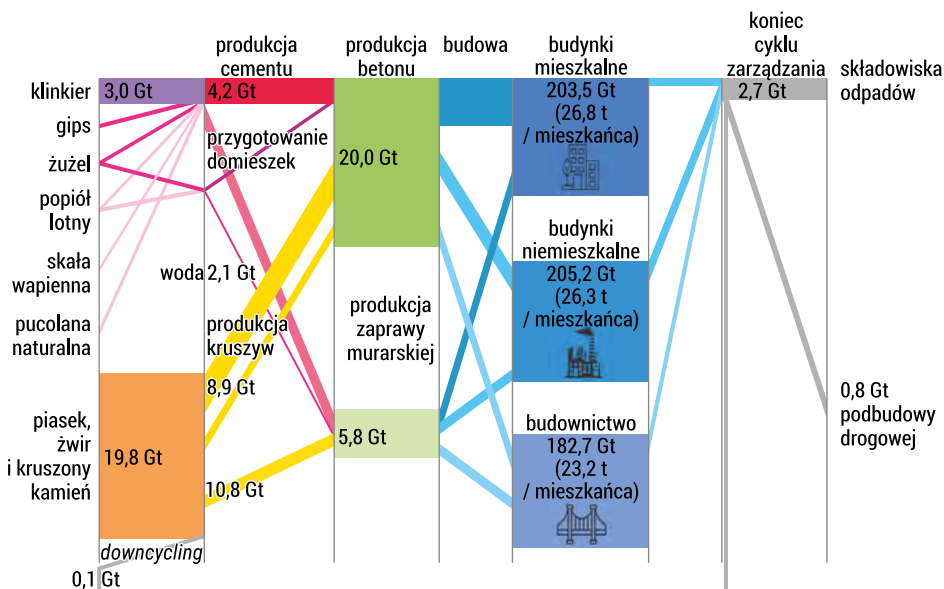 produkcja
cementu
produkcja
betonu
budowa
budynki
mieszkalne
koniec
cyklu
zarządzania
składowiska
odpadów
klinkier
3,0 Gt
4,2 Gt
203,5 Gt
(26,8 t
/ mieszkańca)
2,7 Gt
gips
żużel
popiół
lotny
skała
wapienna
pucolana
naturalna
przygotowanie
domieszek
20,0 Gt
woda 2,1 Gt
budynki
niemieszkalne
205,2 Gt
(26,3 t
/ mieszkańca)
produkcja
zaprawy
murarskiej
produkcja
kruszyw
8,9 Gt
piasek,
żwir
i kruszony
kamień
19,8 Gt
10,8 Gt
5,8 Gt
budownictwo
182,7 Gt
(23,2 t
/ mieszkańca)
0,8 Gt
podbudowy
drogowej
downcycling
0,1 Gt